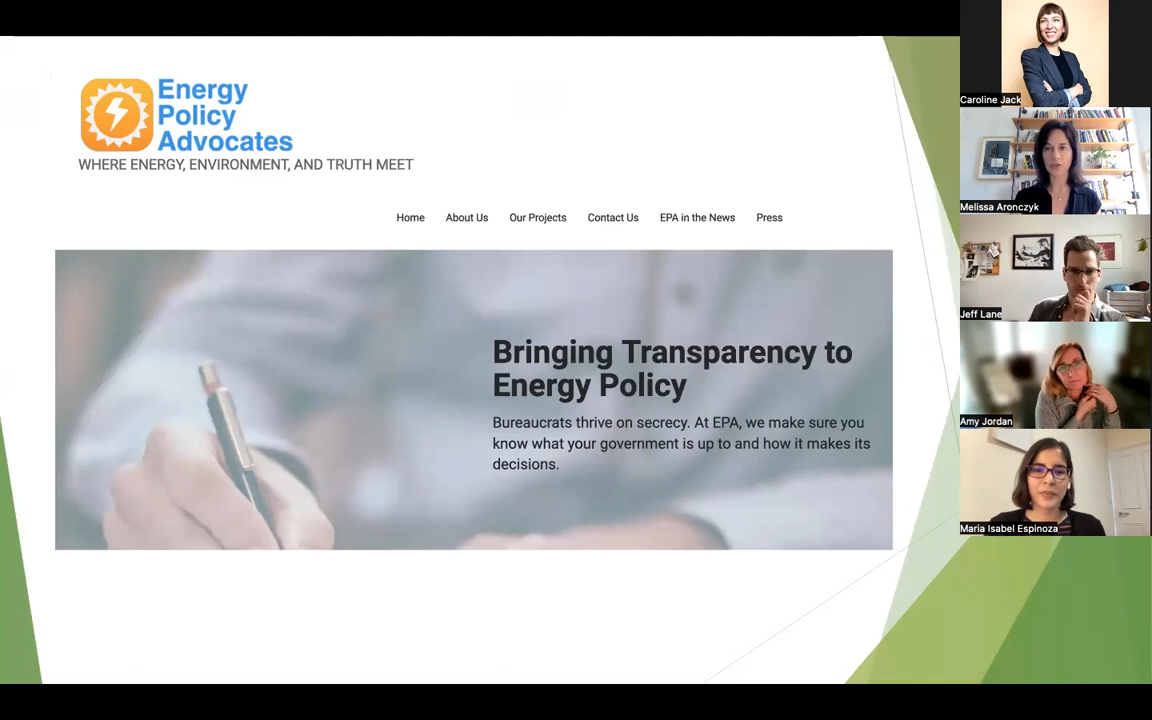 Energy
Policy
Advocates
WHERE ENERGY, ENVIRONMENT, AND TRUTH MEET
Home About Us Our Projects Contact Us EPA in the News Press
Bringing Transparency to
Energy Policy
Bureaucrats thrive on secrecy. At EPA, we make sure you
know what your government is up to and how it makes its
decisions.
Caroline Jack
Melissa Aronczyk
Jeff Lane
Amy Jordan
Maria Isabel Espinoza